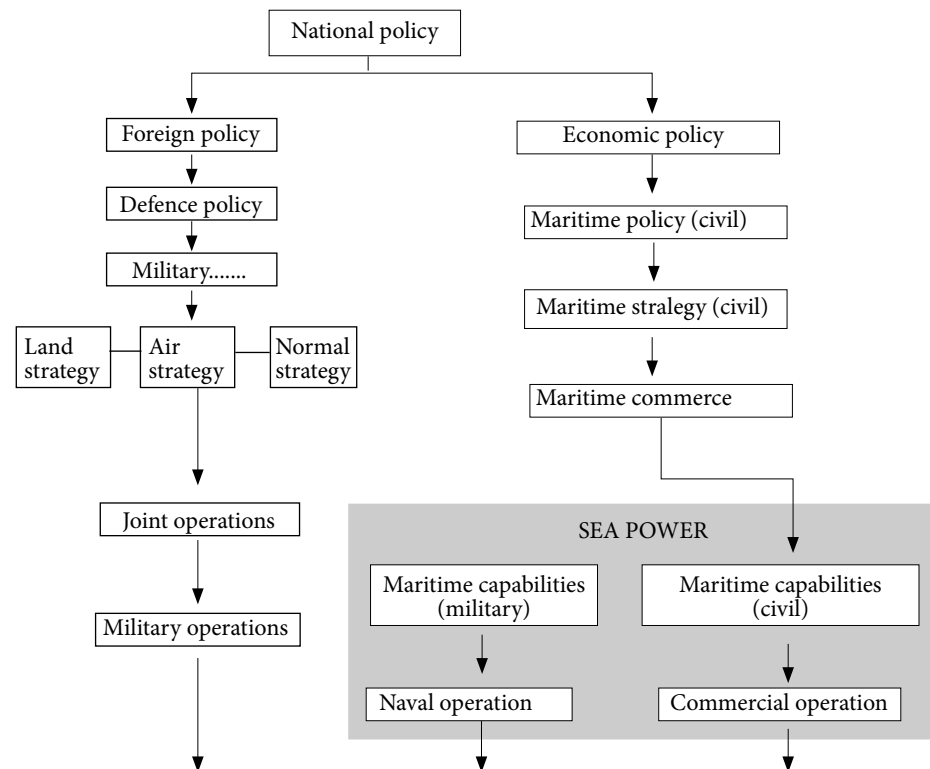 National policy
Foreign policy
Economic policy
Defence policy
Maritime policy (civil)
Military.......
Maritime stralegy (civil)
Land
strategy
Air
strategy
Normal
strategy
Maritime commerce
Joint operations
SEA POWER
Maritime capabilities
(military)
Maritime capabilities
(civil)
Military operations
Naval operation
Commercial operation